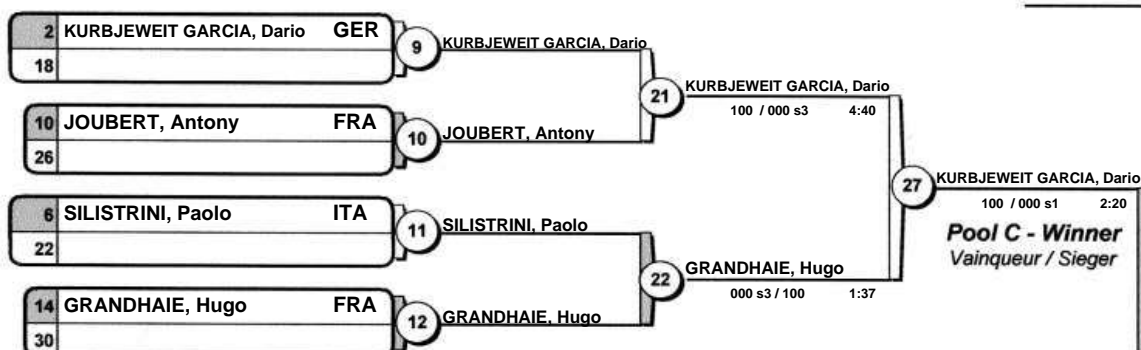 2 KURBJEWEIT GARCIA, Dario GER
18
9 KURBJEWEIT GARCIA, Dario
10 JOUBERT, Antony FRA
26
10 JOUBERT, Antony
21 KURBJEWEIT GARCIA, Dario
100 / 000 s3 4:40
6 SILISTRINI, Paolo ITA
22
11 SILISTRINI, Paolo
14 GRANDHAIE, Hugo FRA
30
12 GRANDHAIE, Hugo
22 GRANDHAIE, Hugo
000 s3 / 100 1:37
27 KURBJEWEIT GARCIA, Dario
100 / 000 s1 2:20
Pool C - Winner
Vainqueur / Sieger